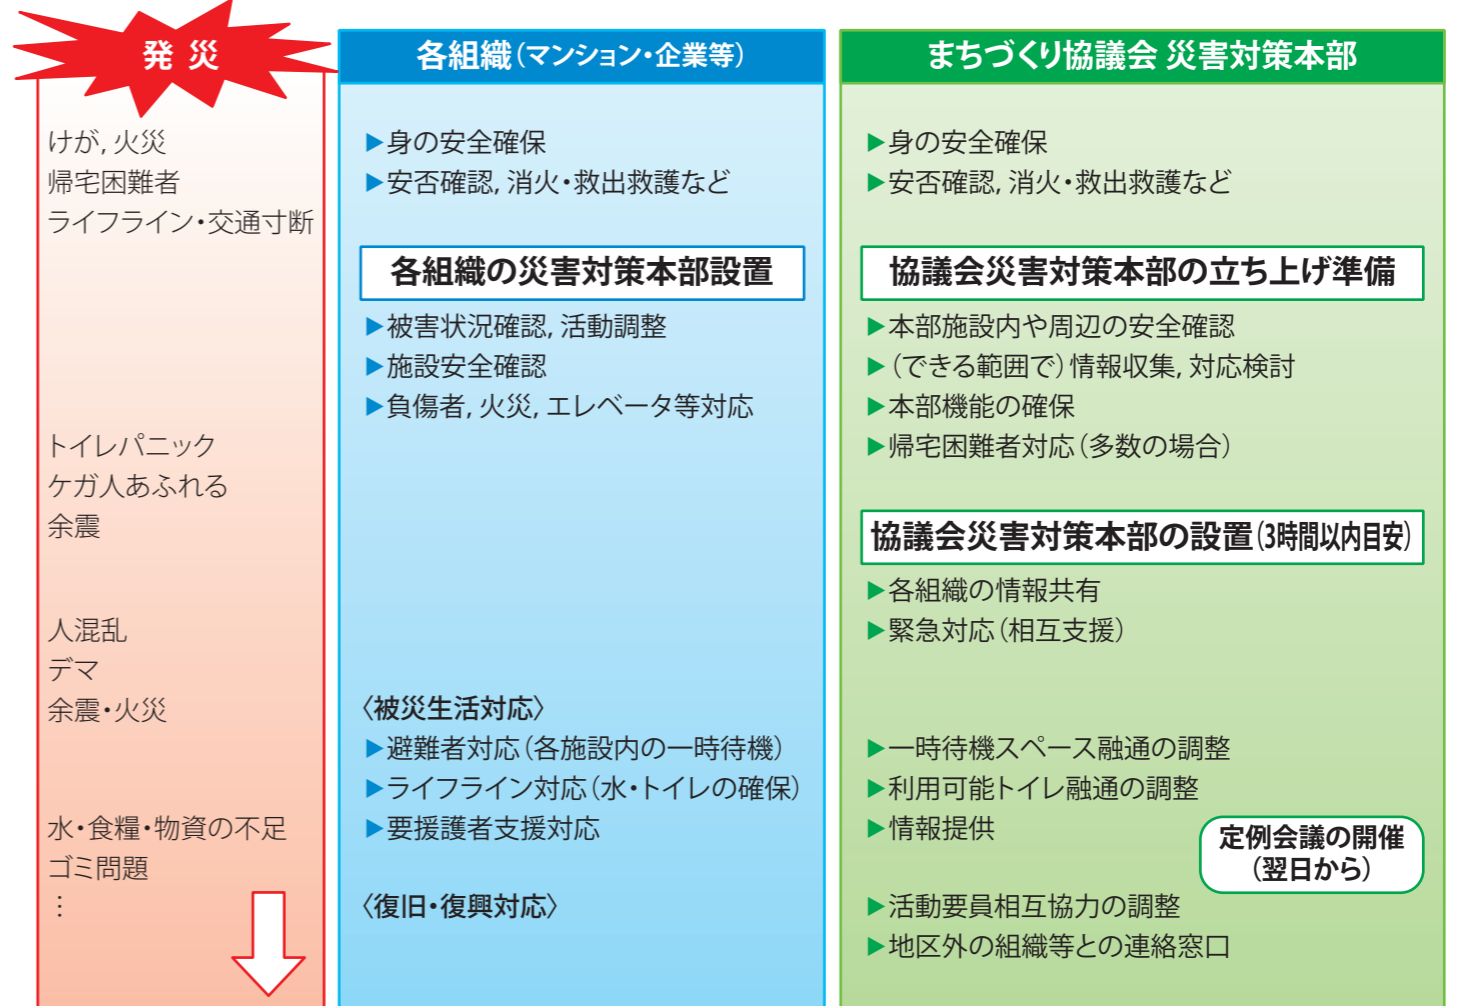 発災
けが, 火災
帰宅困難者
ライフライン・交通寸断
トイレパニック
ケガ人あふれる
余震
人混乱
デマ
余震・火災
水・食糧・物資の不足
ゴミ問題
⋮
各組織（マンション・企業等）
▶身の安全確保
▶安否確認, 消火・救出救護など
各組織の災害対策本部設置
▶被害状況確認, 活動調整
▶施設安全確認
▶負傷者, 火災, エレベータ等対応
〈被災生活対応〉
▶避難者対応（各施設内の一時待機）
▶ライフライン対応（水・トイレの確保）
▶要援護者支援対応
〈復旧・復興対応〉
まちづくり協議会 災害対策本部
▶身の安全確保
▶安否確認, 消火・救出救護など
協議会災害対策本部の立ち上げ準備
▶本部施設内や周辺の安全確認
▶（できる範囲で）情報収集, 対応検討
▶本部機能の確保
▶帰宅困難者対応（多数の場合）
協議会災害対策本部の設置（3時間以内目安）
▶各組織の情報共有
▶緊急対応（相互支援）
▶一時待機スペース融通の調整
▶利用可能トイレ融通の調整
▶情報提供
定例会議の開催
（翌日から）
▶活動要員相互協力の調整
▶地区外の組織等との連絡窓口